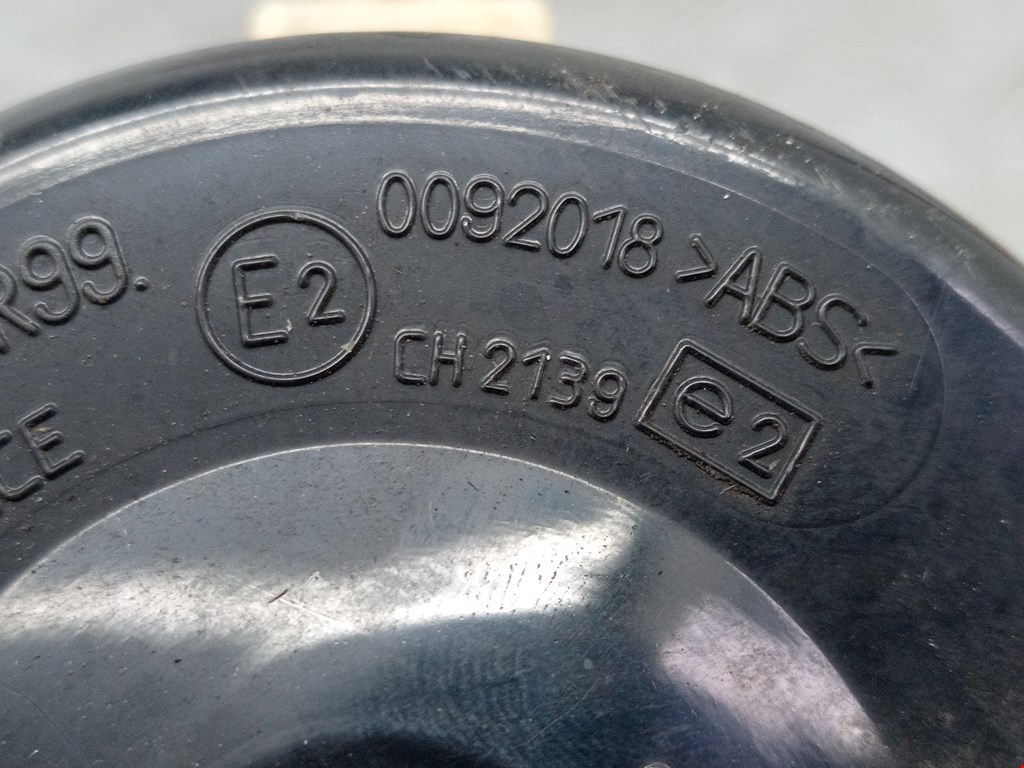 R99.
E2
0092018 >ABS<
CH 2139
e2
CE